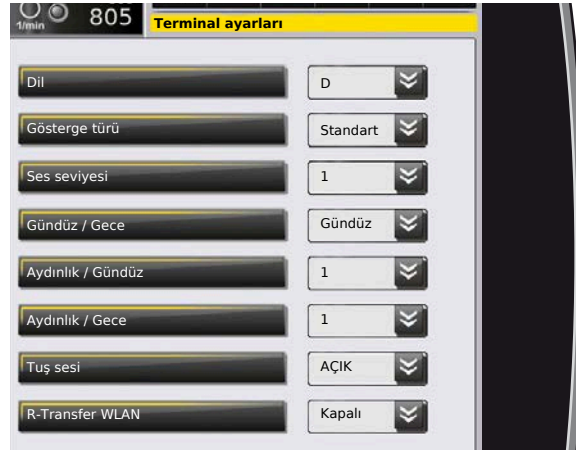 1/min 805
Terminal ayarları
Dil D
Gösterge türü Standart
Ses seviyesi 1
Gündüz / Gece Gündüz
Aydınlık / Gündüz 1
Aydınlık / Gece 1
Tuş sesi AÇIK
R-Transfer WLAN Kapalı